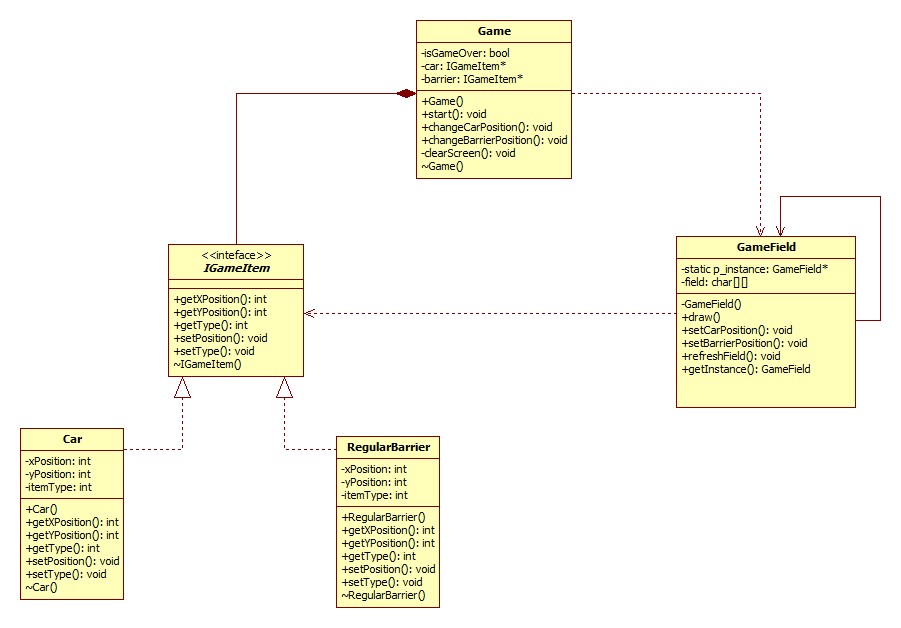 Game
-isGameOver: bool
-car: IGameItem*
-barrier: IGameItem*
+Game()
+start(): void
+changeCarPosition(): void
+changeBarrierPosition(): void
-clearScreen(): void
~Game()
<<inteface>>
IGameItem
+getXPosition(): int
+getYPosition(): int
+getType(): int
+setPosition(): void
+setType(): void
~IGameItem()
GameField
-static p_instance: GameField*
-field: char[][]
-GameField()
+draw()
+setCarPosition(): void
+setBarrierPosition(): void
+refreshField(): void
+getInstance(): GameField
Car
-xPosition: int
-yPosition: int
-itemType: int
+Car()
+getXPosition(): int
+getYPosition(): int
+getType(): int
+setPosition(): void
+setType(): void
~Car()
RegularBarrier
-xPosition: int
-yPosition: int
-itemType: int
+RegularBarrier()
+getXPosition(): int
+getYPosition(): int
+getType(): int
+setPosition(): void
+setType(): void
~RegularBarrier()